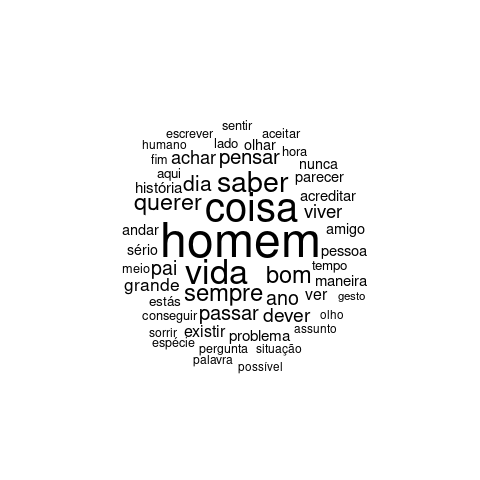 sentir
escrever aceitar
humano lado olhar hora
fim achar pensar nunca
aqui dia saber parecer
história querer coisa acreditar
viver
andar homem amigo
sério pessoa
meio pai vida bom tempo
grande sempre ano ver maneira
estás gesto
conseguir passar dever olho
sorrir existir problema assunto
espécie pergunta situação
palavra possível